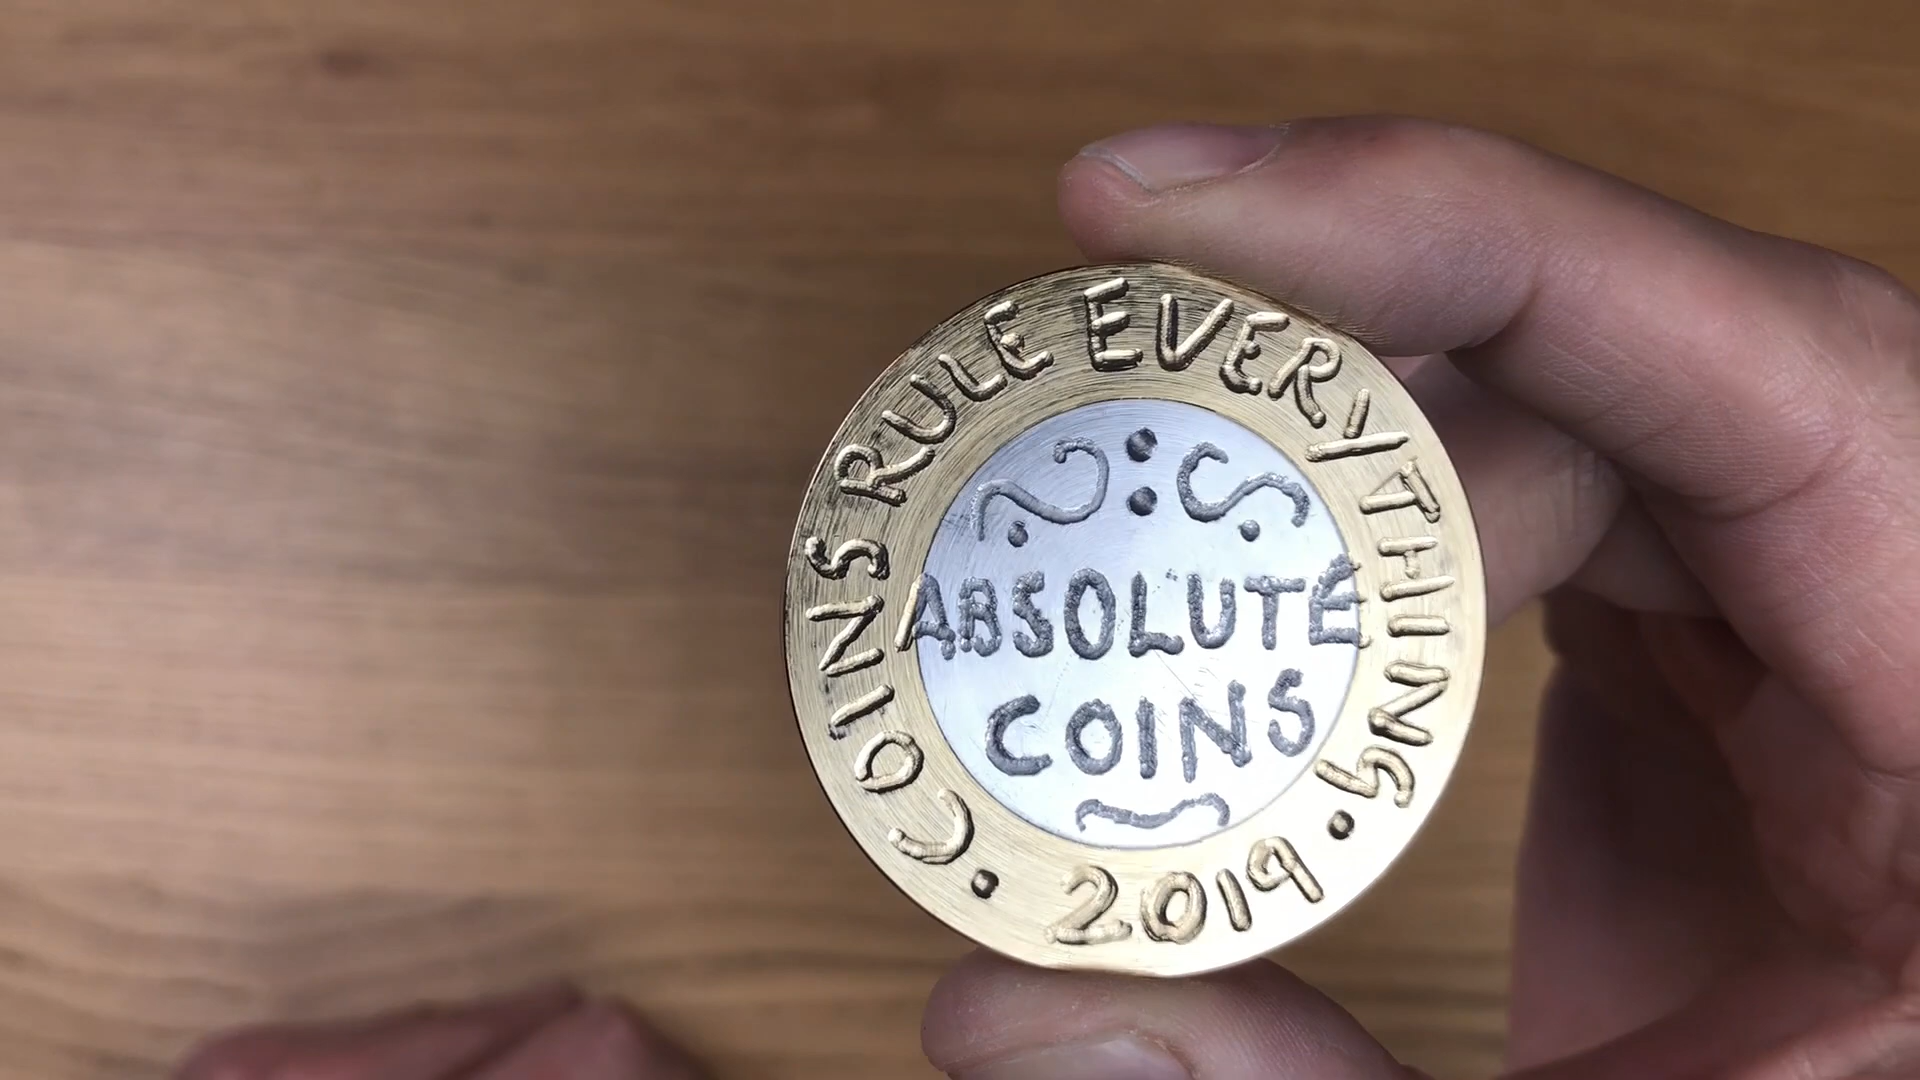 COINS RULE EVERYTHING.
ABSOLUTE
COINS
. 2019